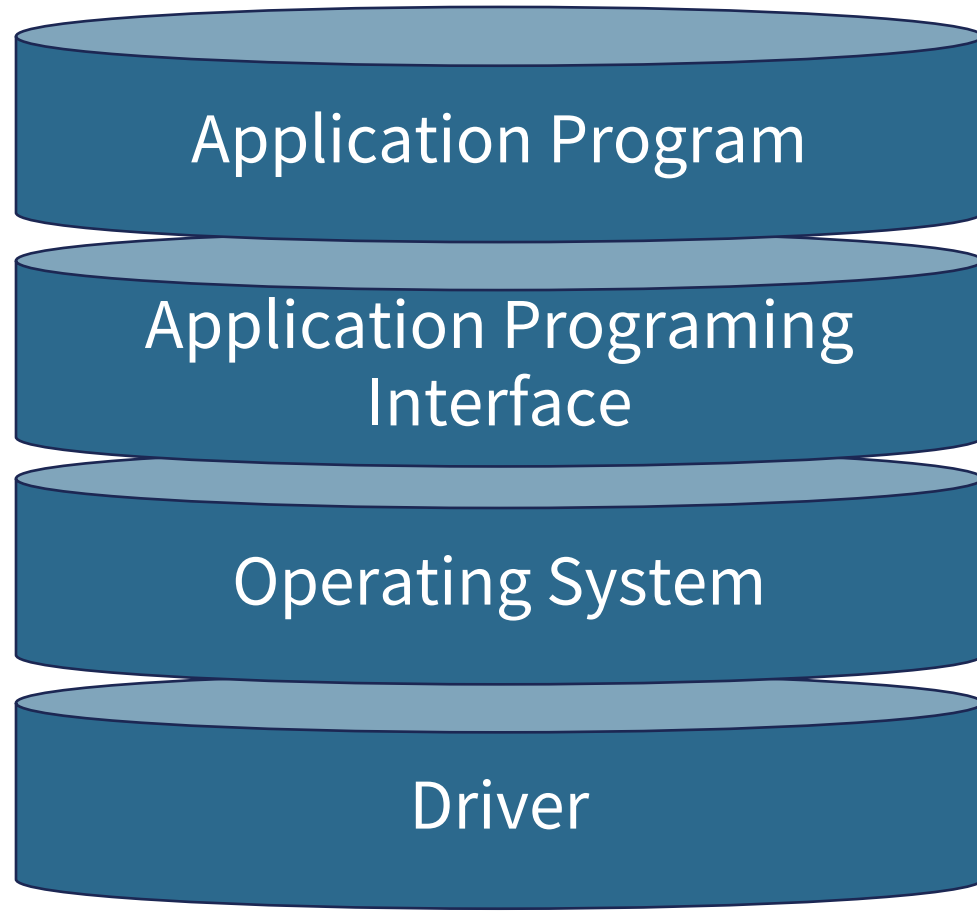 Application Program
Application Programing
Interface
Operating System
Driver